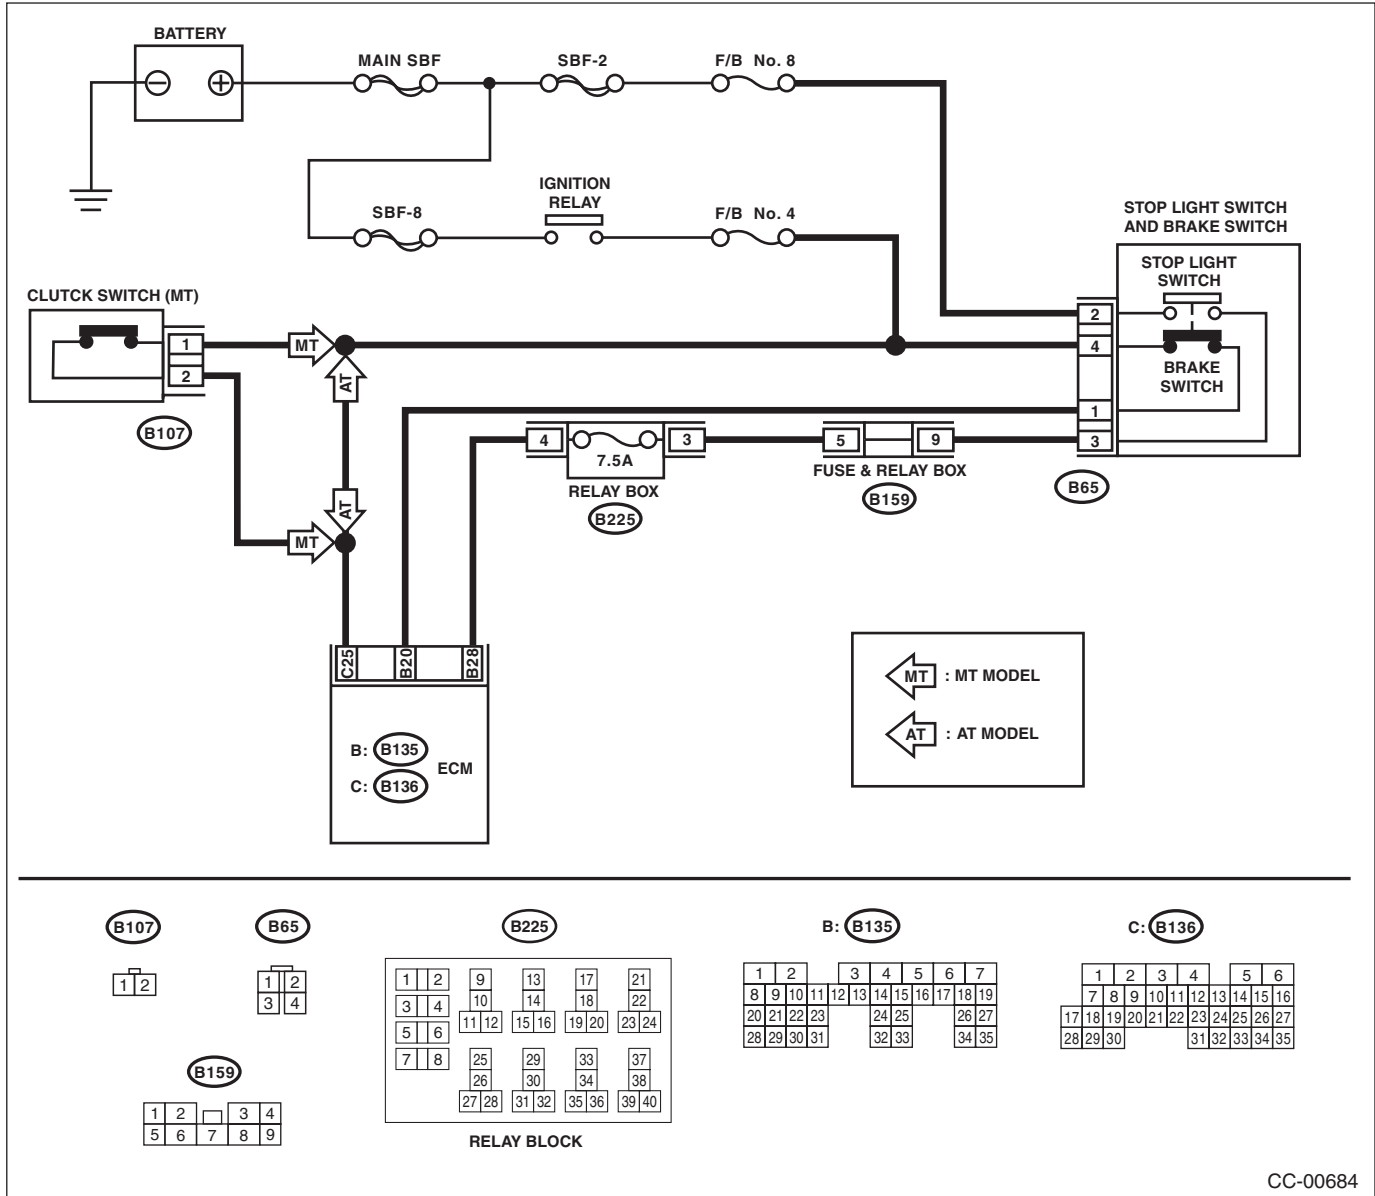 BATTERY
MAIN SBF
SBF-2
F/B No. 8
IGNITION
RELAY
SBF-8
F/B No. 4
STOP LIGHT SWITCH
AND BRAKE SWITCH
STOP LIGHT
SWITCH
BRAKE
SWITCH
2
4
1
3
B65
CLUTCK SWITCH (MT)
1
2
B107
MT
AT
AT
MT
4
7.5A
3
RELAY BOX
B225
5
9
FUSE & RELAY BOX
B159
C25
B20
B28
B: B135
C: B136
ECM
MT : MT MODEL
AT : AT MODEL
B107
1 2
B65
1 2
3 4
B159
1 2 3 4
5 6 7 8 9
B225
1 2 9 13 17 21
3 4 10 14 18 22
11 12 15 16 19 20 23 24
5 6
7 8 25 29 33 37
26 30 34 38
27 28 31 32 35 36 39 40
RELAY BLOCK
B: B135
1 2 3 4 5 6 7
8 9 10 11 12 13 14 15 16 17 18 19
20 21 22 23 24 25 26 27
28 29 30 31 32 33 34 35
C: B136
1 2 3 4 5 6
7 8 9 10 11 12 13 14 15 16
17 18 19 20 21 22 23 24 25 26 27
28 29 30 31 32 33 34 35
CC-00684